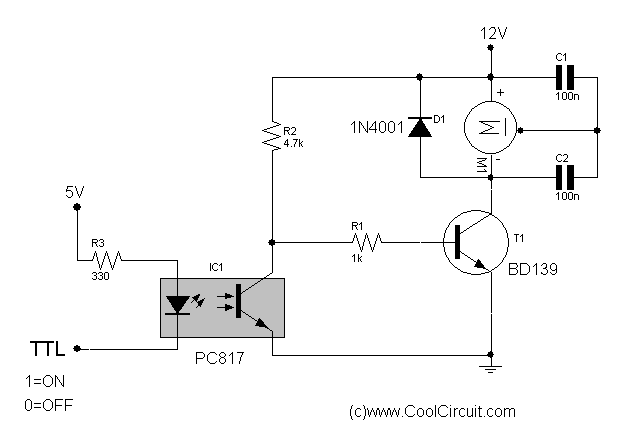 12V
C1
100n
+
D1
1N4001
R2
4.7k
M
M1
-
C2
100n
5V
R3
330
R1
1k
T1
BD139
IC1
PC817
TTL
1=ON
0=OFF
(c)www.CoolCircuit.com